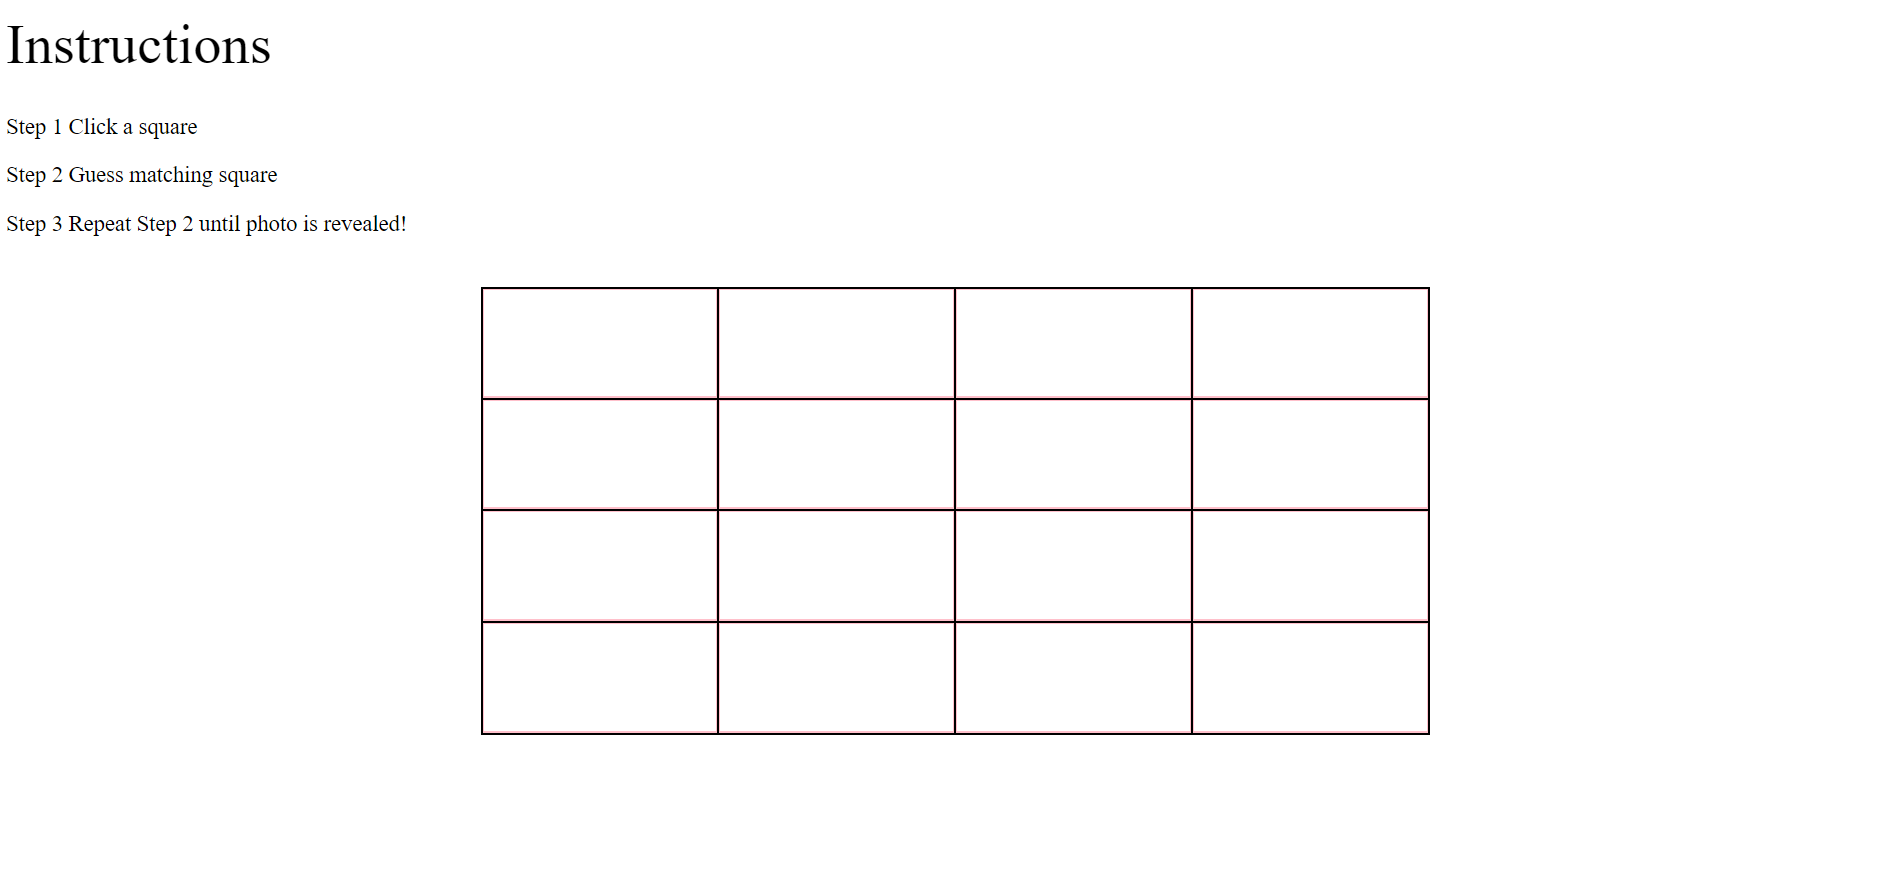 Instructions
Step 1 Click a square
Step 2 Guess matching square
Step 3 Repeat Step 2 until photo is revealed!